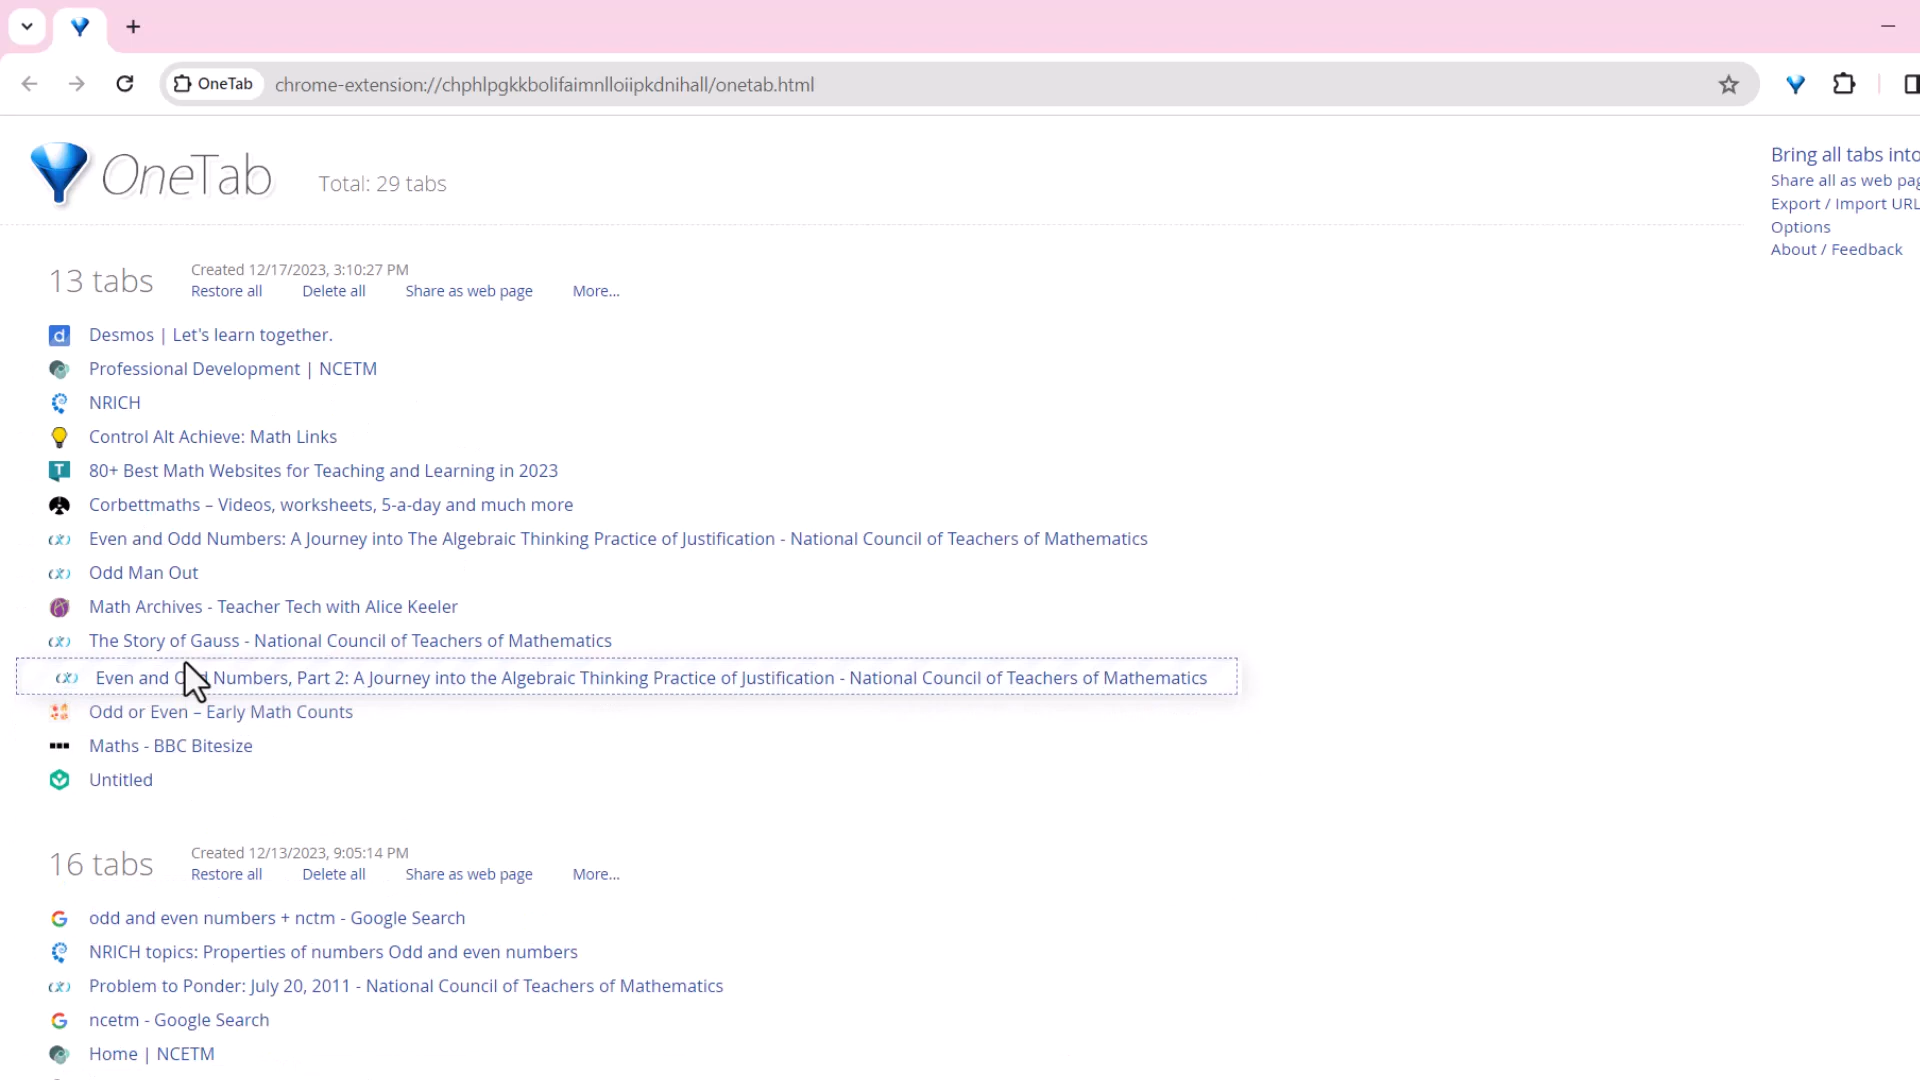 OneTab
chrome-extension://chphlpgkkbolifaimnlloiipkdnihall/onetab.html
OneTab
Total: 29 tabs
Bring all tabs into
Share all as web pag
Export / Import URL
Options
About / Feedback
13 tabs
Created 12/17/2023, 3:10:27 PM
Restore all Delete all Share as web page More...
Desmos | Let's learn together.
Professional Development | NCETM
NRICH
Control Alt Achieve: Math Links
80+ Best Math Websites for Teaching and Learning in 2023
Corbettmaths – Videos, worksheets, 5-a-day and much more
Even and Odd Numbers: A Journey into The Algebraic Thinking Practice of Justification - National Council of Teachers of Mathematics
Odd Man Out
Math Archives - Teacher Tech with Alice Keeler
The Story of Gauss - National Council of Teachers of Mathematics
Even and Odd Numbers, Part 2: A Journey into the Algebraic Thinking Practice of Justification - National Council of Teachers of Mathematics
Odd or Even – Early Math Counts
Maths - BBC Bitesize
Untitled
16 tabs
Created 12/13/2023, 9:05:14 PM
Restore all Delete all Share as web page More...
odd and even numbers + nctm - Google Search
NRICH topics: Properties of numbers Odd and even numbers
Problem to Ponder: July 20, 2011 - National Council of Teachers of Mathematics
ncetm - Google Search
Home | NCETM